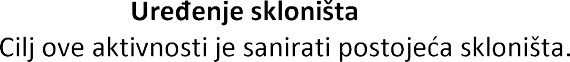 Uređenje skloništa
Cilj ove aktivnosti je sanirati postojeća skloništa.